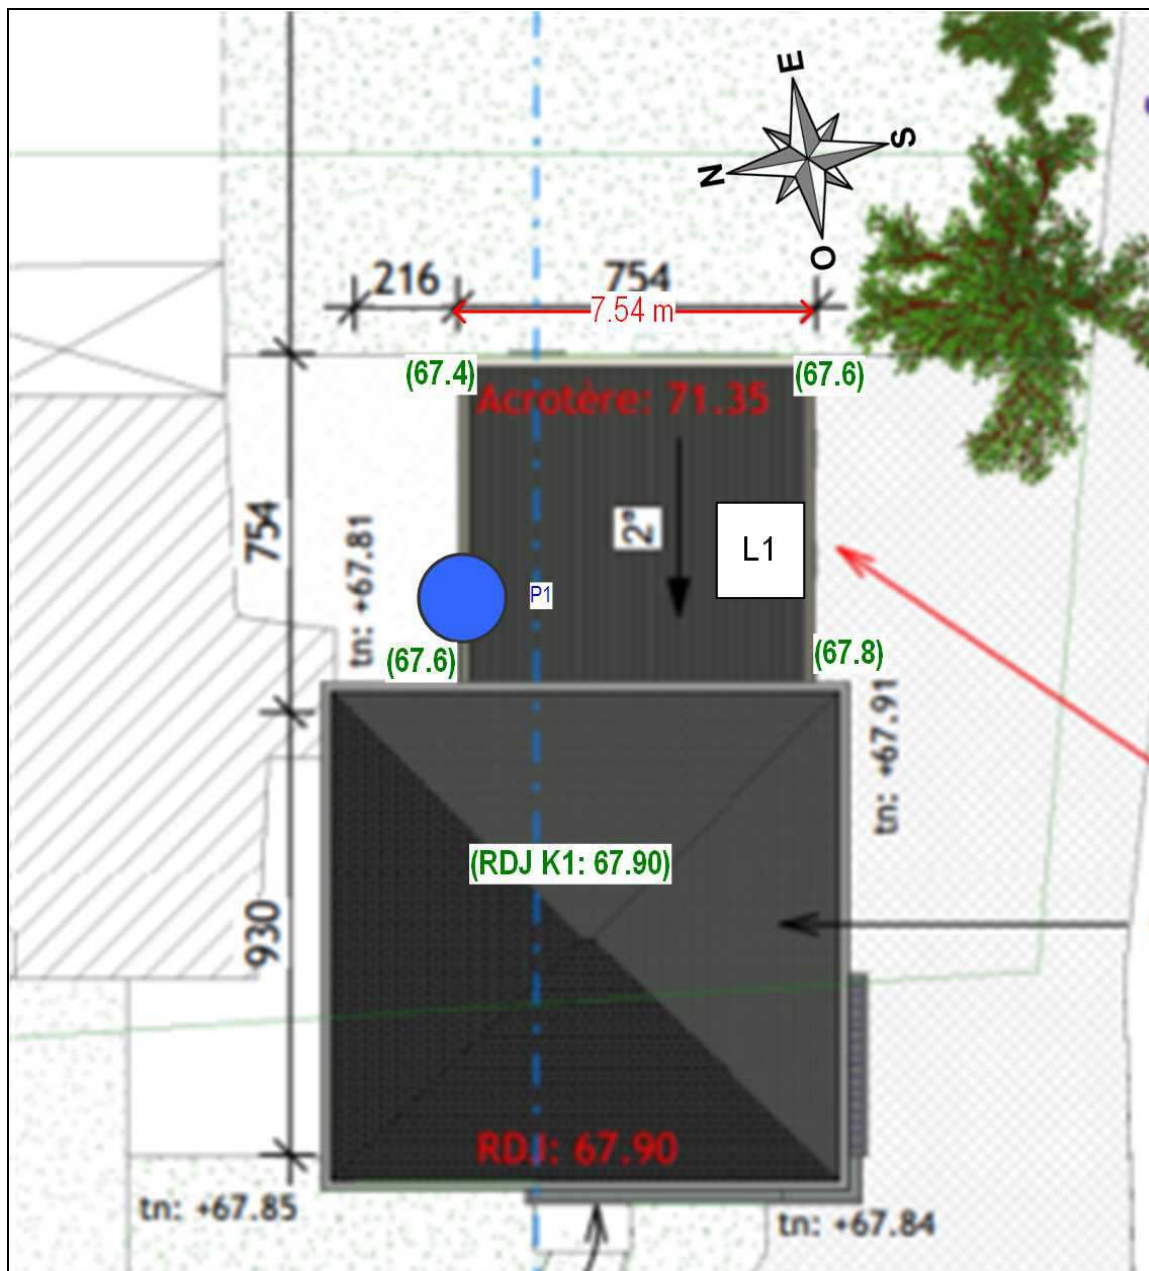 E
S
N
O
216
754
7.54 m
(67.4)
(67.6)
Acrotère: 71.35
754
tn: +67.81
2°
L1
P1
(67.6)
(67.8)
tn: +67.91
(RDJ K1: 67.90)
930
RDJ: 67.90
tn: +67.85
tn: +67.84